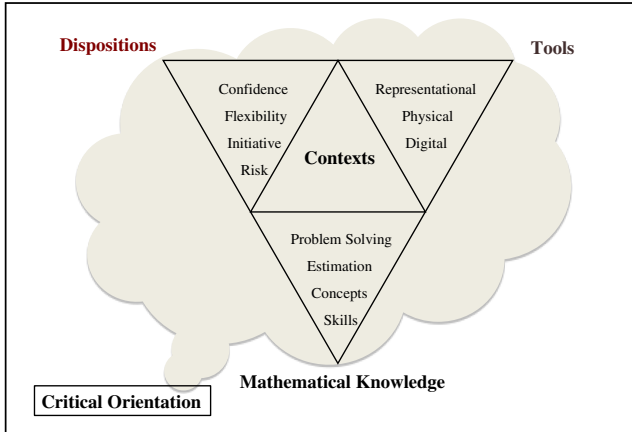 Dispositions
Tools
Confidence
Flexibility
Initiative
Risk
Representational
Physical
Digital
Contexts
Problem Solving
Estimation
Concepts
Skills
Mathematical Knowledge
Critical Orientation